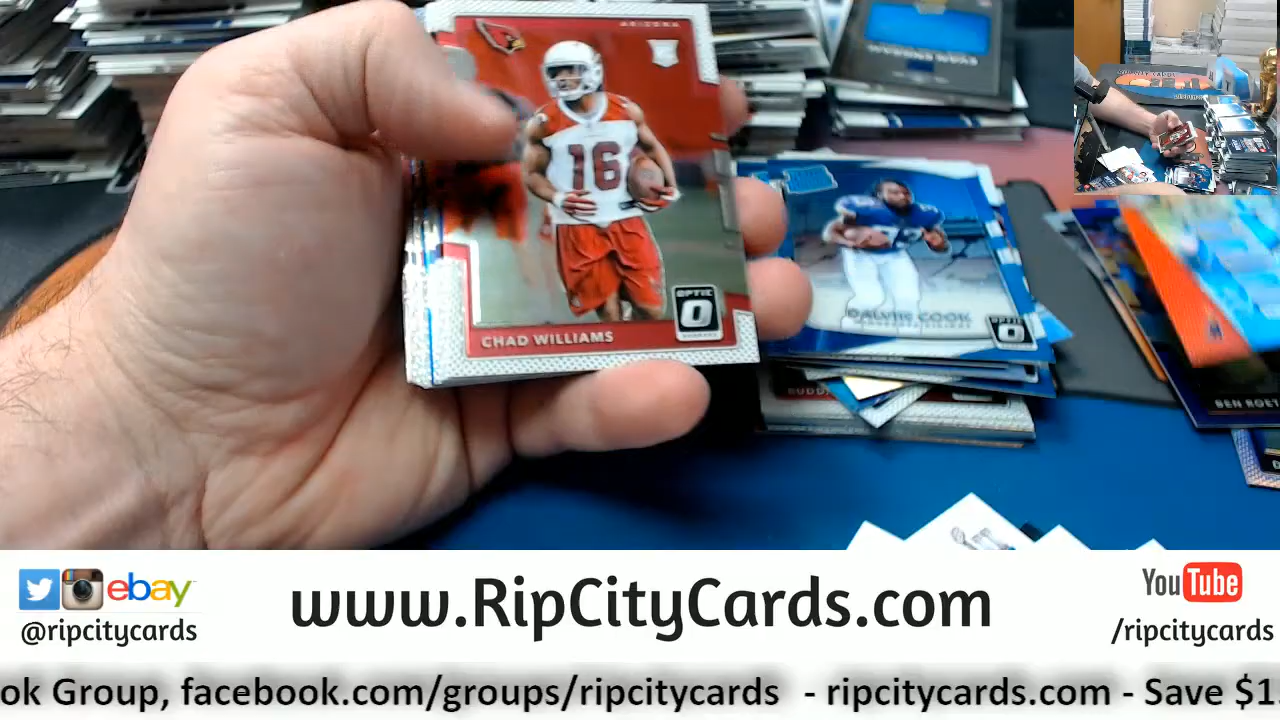 ARIZONA
16
OPTIC
CHAD WILLIAMS
DALVIN COOK
OPTIC
BEN ROET
ebay
@ripcitycards
www.RipCityCards.com
YouTube
/ripcitycards
ok Group, facebook.com/groups/ripcitycards - ripcitycards.com - Save $1